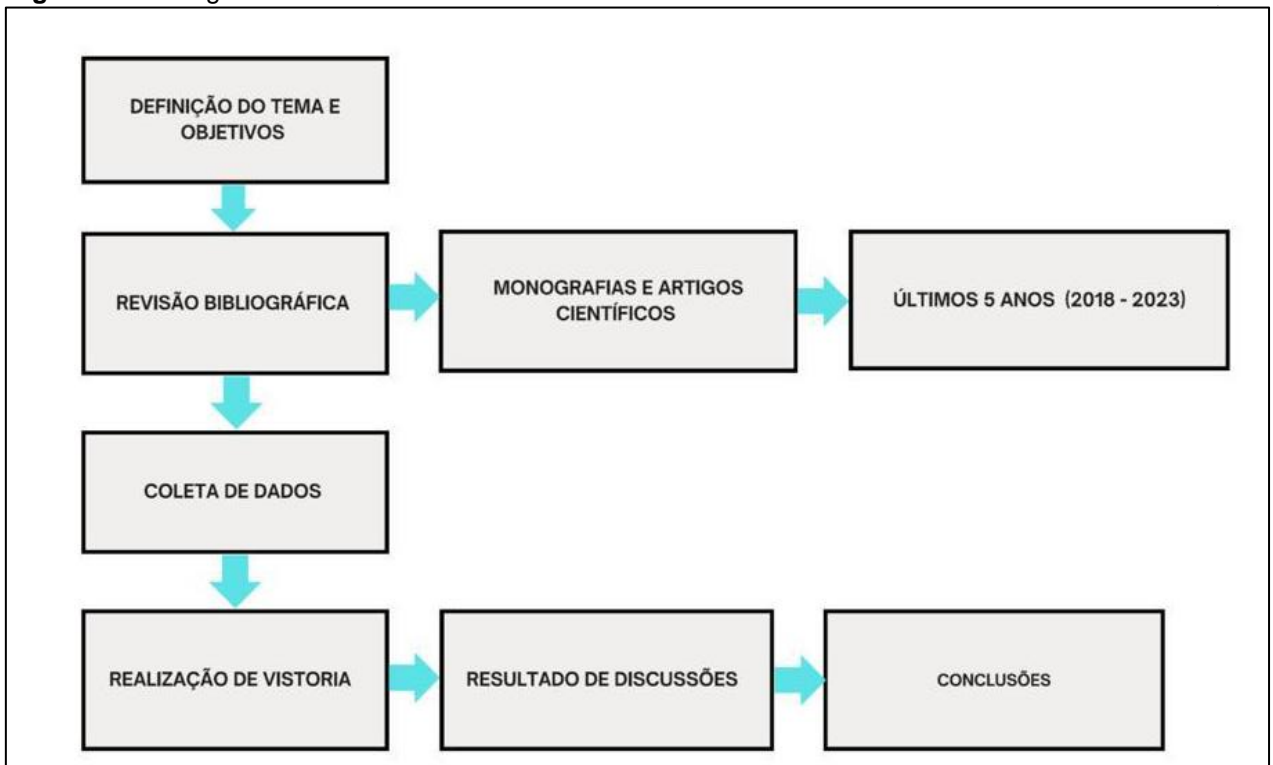 DEFINIÇÃO DO TEMA E
OBJETIVOS
REVISÃO BIBLIOGRÁFICA
MONOGRAFIAS E ARTIGOS
CIENTÍFICOS
ÚLTIMOS 5 ANOS (2018 - 2023)
COLETA DE DADOS
REALIZAÇÃO DE VISTORIA
RESULTADO DE DISCUSSÕES
CONCLUSÕES